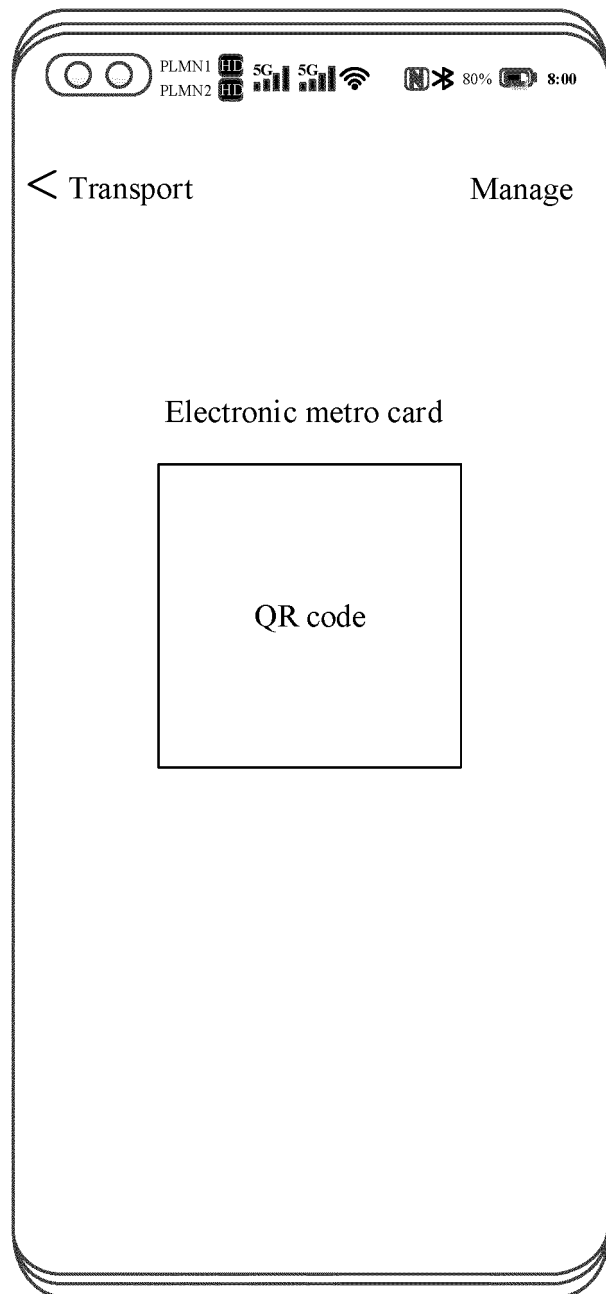 PLMN1 HD 5G 5G N 80% 8:00
PLMN2 HD
< Transport Manage
Electronic metro card
QR code